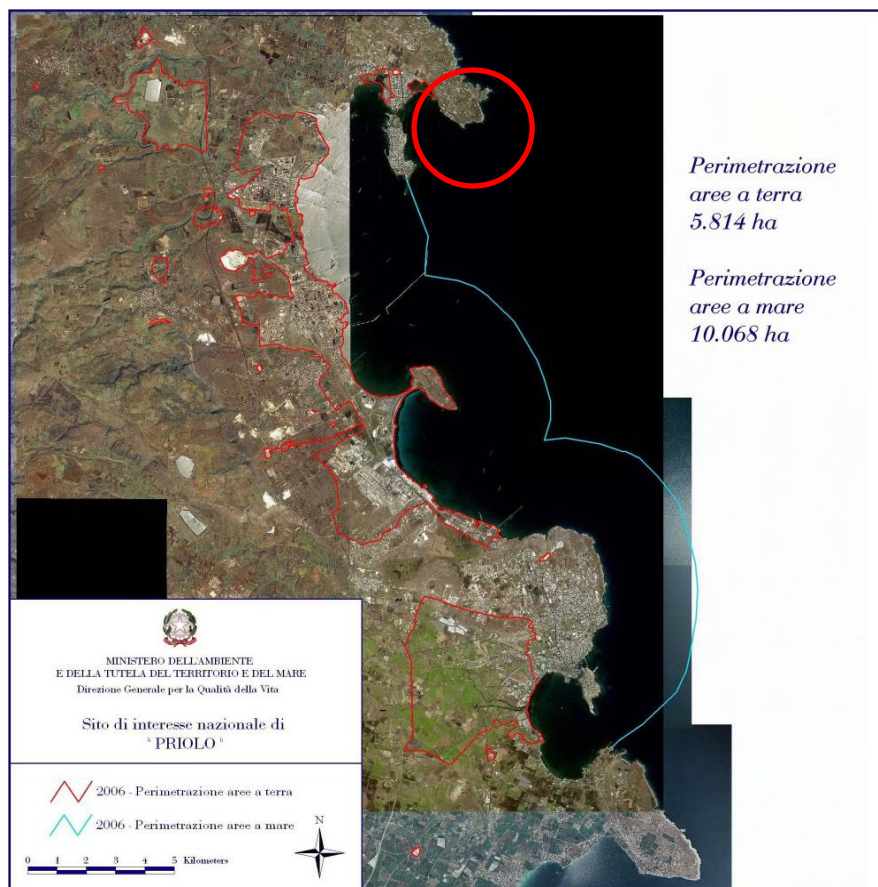 Perimetrazione
aree a terra
5.814 ha
Perimetrazione
aree a mare
10.068 ha
MINISTERO DELL'AMBIENTE
E DELLA TUTELA DEL TERRITORIO E DEL MARE
Direzione Generale per la Qualità della Vita
Sito di interesse nazionale di
" PRIOLO "
2006 - Perimetrazione aree a terra
2006 - Perimetrazione aree a mare
N
0 1 2 3 4 5 Kilometers